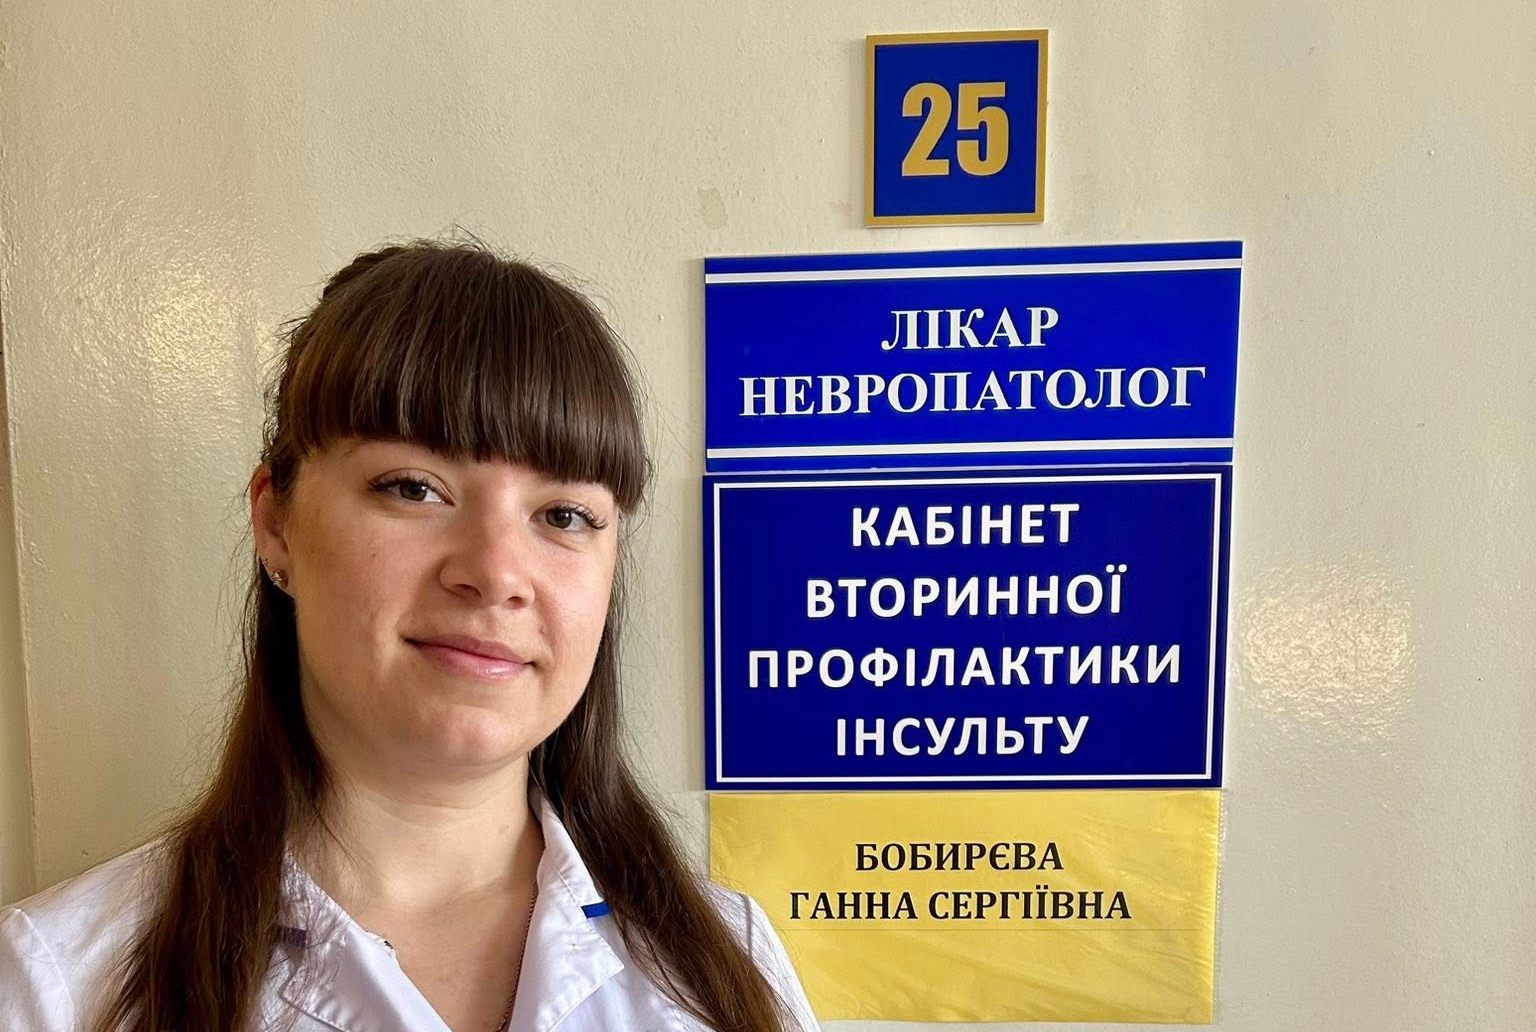 25
ЛІКАР
НЕВРОПАТОЛОГ
КАБІНЕТ
ВТОРИННОЇ
ПРОФІЛАКТИКИ
ІНСУЛЬТУ
БОБИРЄВА
ГАННА СЕРГІЇВНА